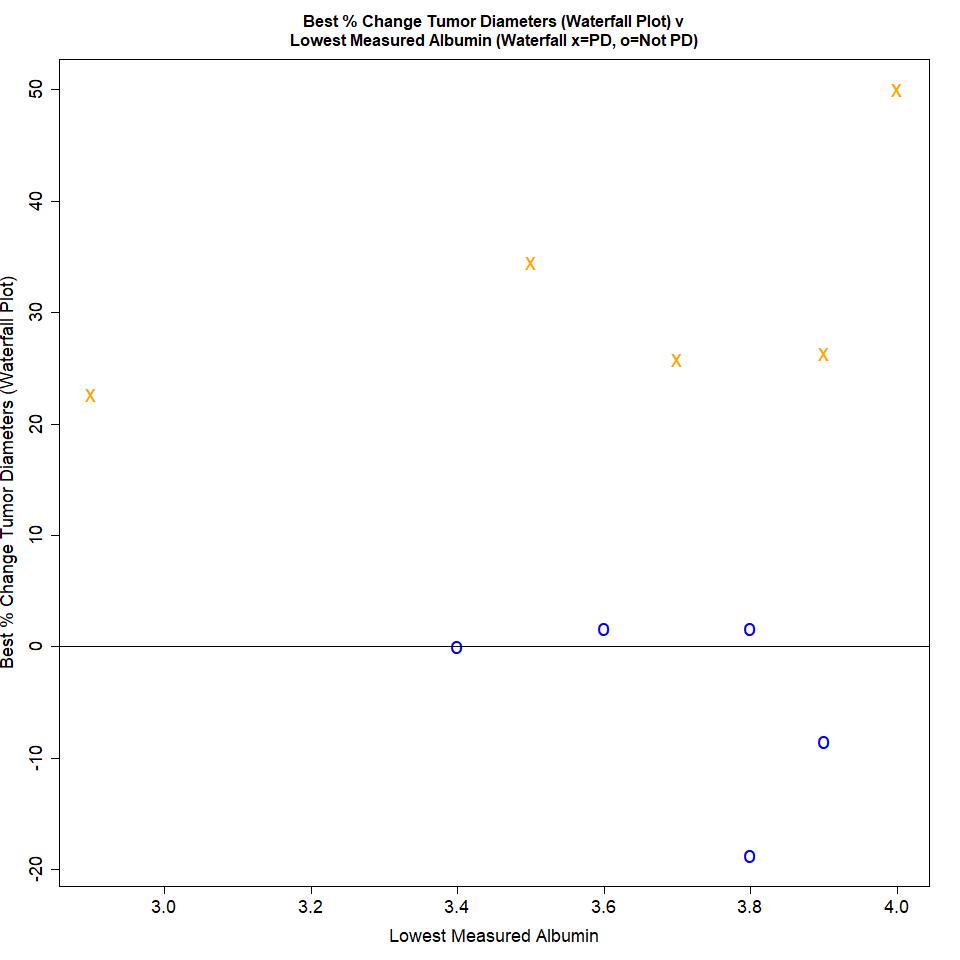 Best % Change Tumor Diameters (Waterfall Plot) v
Lowest Measured Albumin (Waterfall x=PD, o=Not PD)
Best % Change Tumor Diameters (Waterfall Plot)
50
40
30
20
10
0
-10
-20
x
x
x
x
x
o
o
o
o
o
3.0 3.2 3.4 3.6 3.8 4.0
Lowest Measured Albumin